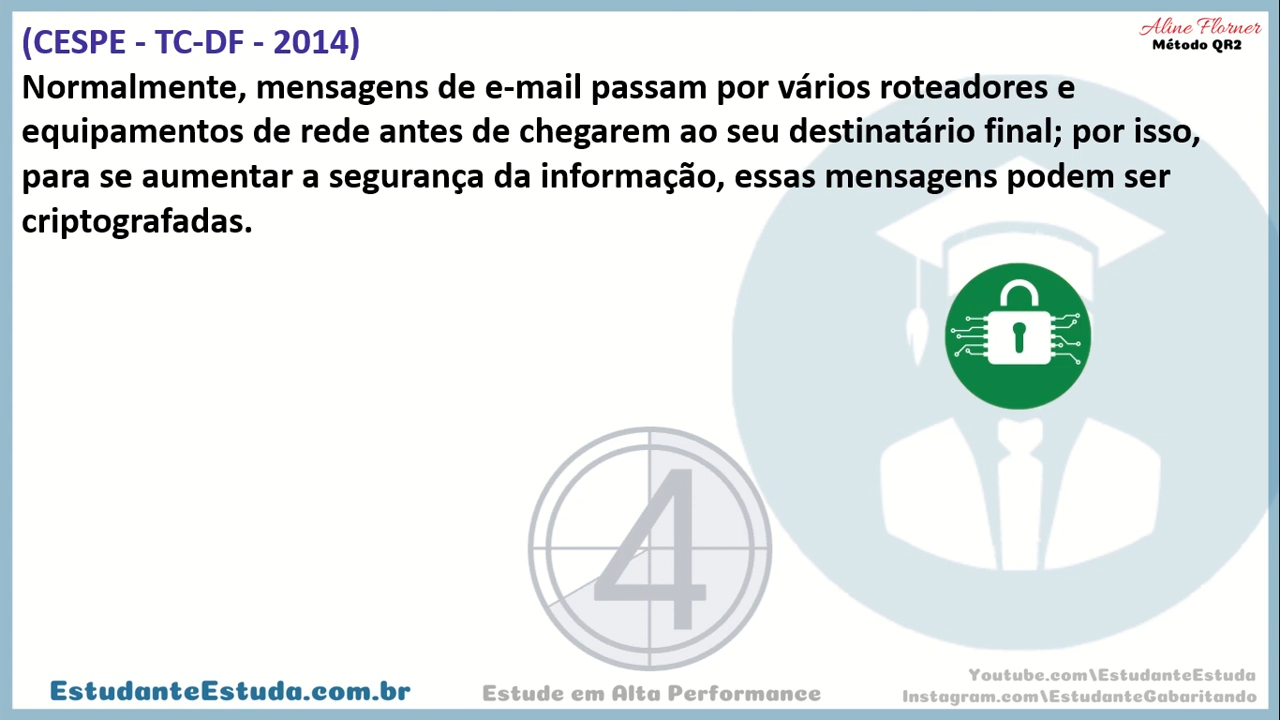 (CESPE - TC-DF - 2014)
Aline Florner
Método QR2
Normalmente, mensagens de e-mail passam por vários roteadores e
equipamentos de rede antes de chegarem ao seu destinatário final; por isso,
para se aumentar a segurança da informação, essas mensagens podem ser
criptografadas.
4
EstudanteEstuda.com.br
Estude em Alta Performance
Youtube.com\EstudanteEstuda
Instagram.com\EstudanteGabaritando